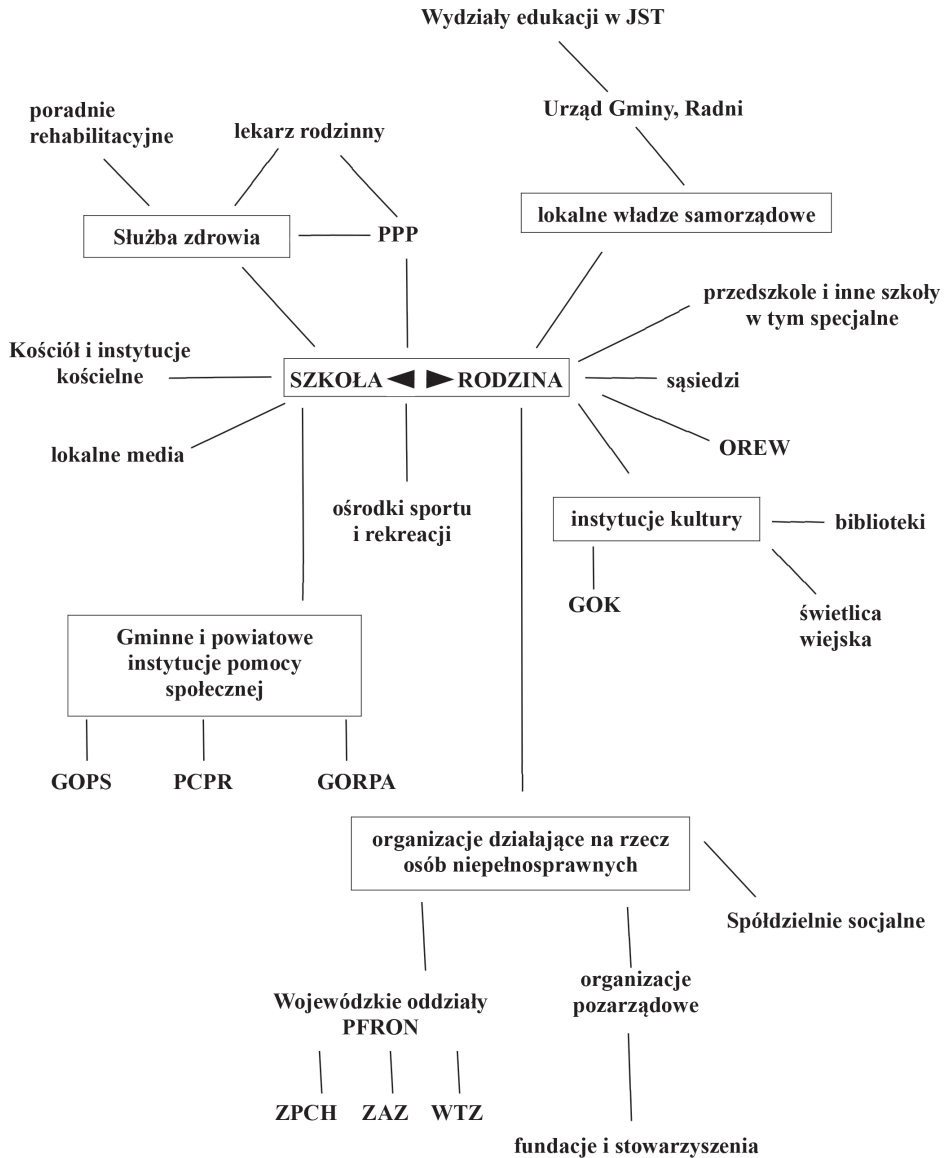 Wydziały edukacji w JST
Urząd Gminy, Radni
poradnie
rehabilitacyjne
lekarz rodzinny
lokalne władze samorządowe
Służba zdrowia
PPP
przedszkole i inne szkoły
w tym specjalne
Kościół i instytucje
kościelne
SZKOŁA ◄ ► RODZINA
sąsiedzi
lokalne media
OREW
ośrodki sportu
i rekreacji
instytucje kultury
biblioteki
GOK
świetlica
wiejska
Gminne i powiatowe
instytucje pomocy
społecznej
GOPS PCPR GORPA
organizacje działające na rzecz
osób niepełnosprawnych
Spółdzielnie socjalne
Wojewódzkie oddziały
PFRON
organizacje
pozarządowe
ZPCH ZAZ WTZ
fundacje i stowarzyszenia